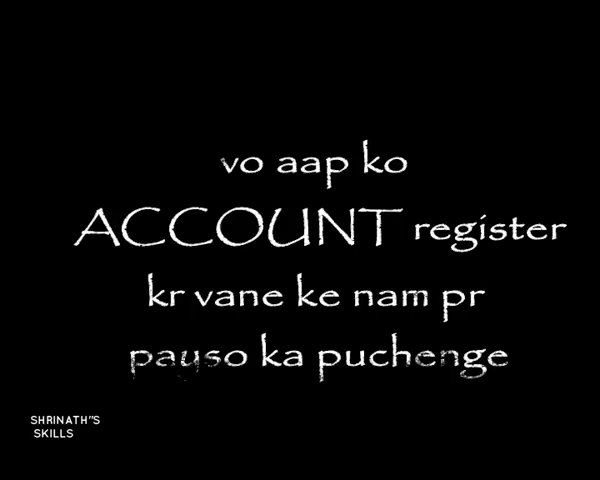 vo aap ko
ACCOUNT register
kr vane ke nam pr
payso ka puchenge
SHRINATH"S
SKILLS